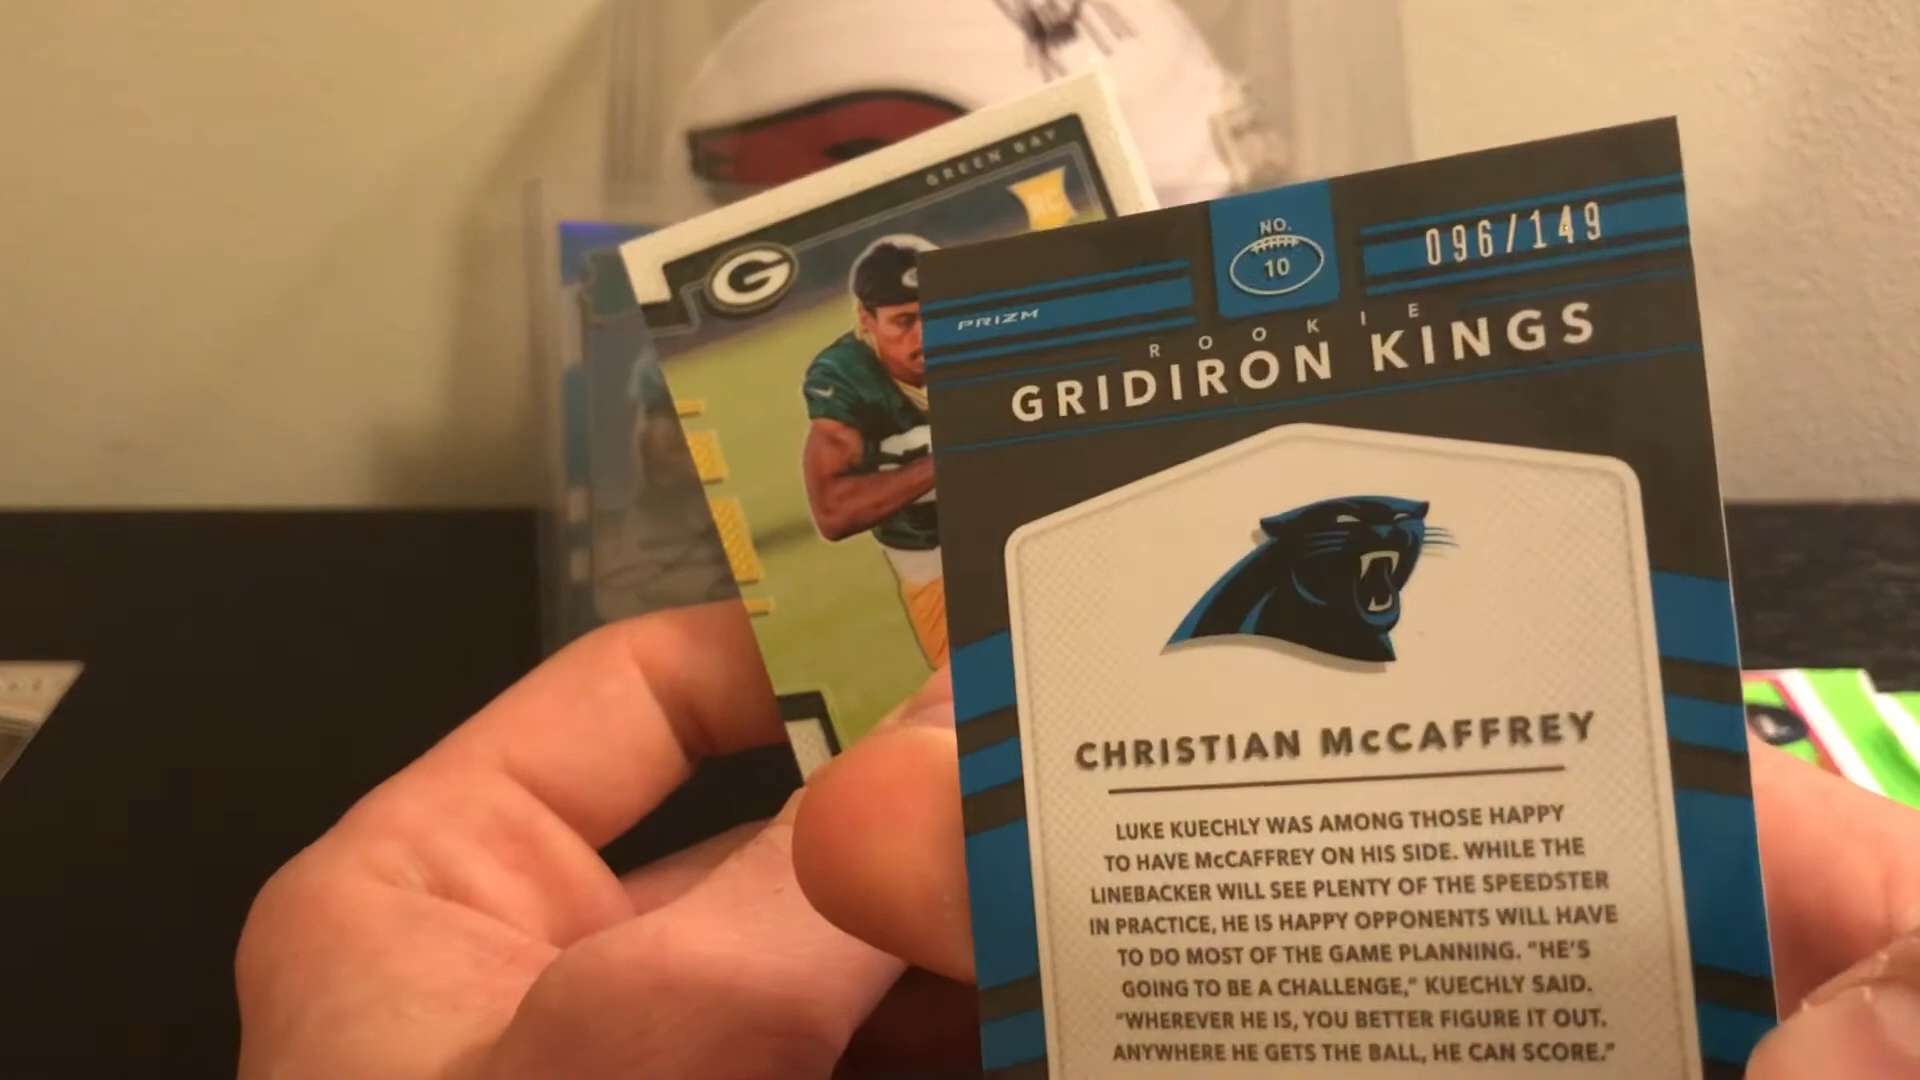 GREEN BAY
RC
G
NO.
10
096/149
PRIZM
ROOKIE
GRIDIRON KINGS
CHRISTIAN McCAFFREY
LUKE KUECHLY WAS AMONG THOSE HAPPY
TO HAVE McCAFFREY ON HIS SIDE. WHILE THE
LINEBACKER WILL SEE PLENTY OF THE SPEEDSTER
IN PRACTICE, HE IS HAPPY OPPONENTS WILL HAVE
TO DO MOST OF THE GAME PLANNING. "HE'S
GOING TO BE A CHALLENGE," KUECHLY SAID.
"WHEREVER HE IS, YOU BETTER FIGURE IT OUT.
ANYWHERE HE GETS THE BALL, HE CAN SCORE."